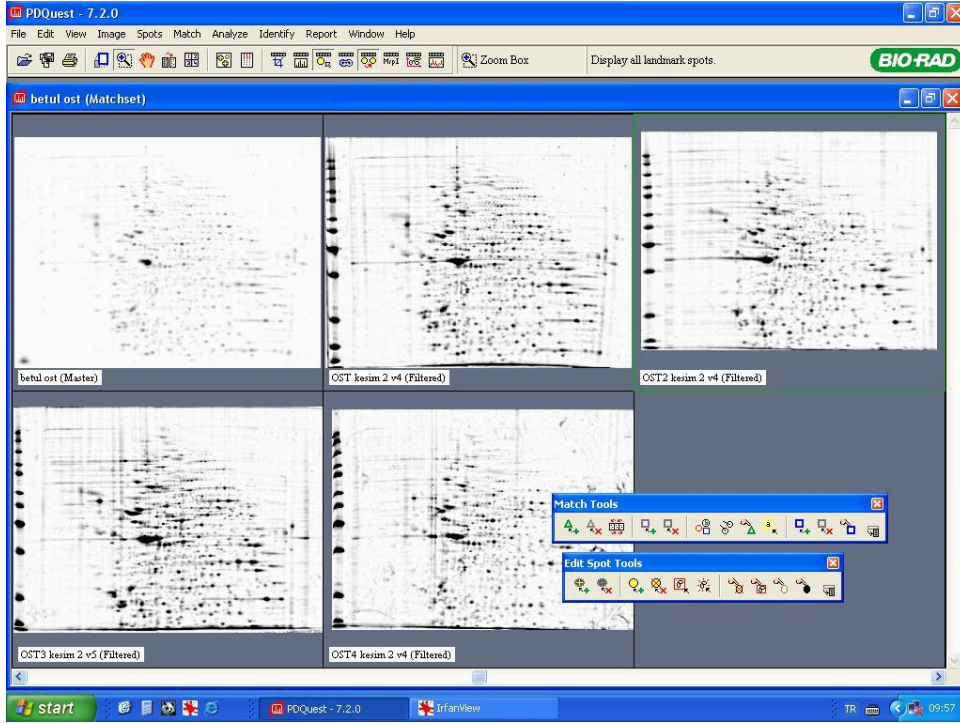 PDQuest - 7.2.0
File Edit View Image Spots Match Analyze Identify Report Window Help
Zoom Box
Display all landmark spots.
BIO-RAD
betul ost (Matchset)
betul ost (Master)
OST kesim 2 v4 (Filtered)
OST2 kesim 2 v4 (Filtered)
Match Tools
Edit Spot Tools
OST3 kesim 2 v5 (Filtered)
OST4 kesim 2 v4 (Filtered)
start
PDQuest - 7.2.0
IrfanView
TR
09:57